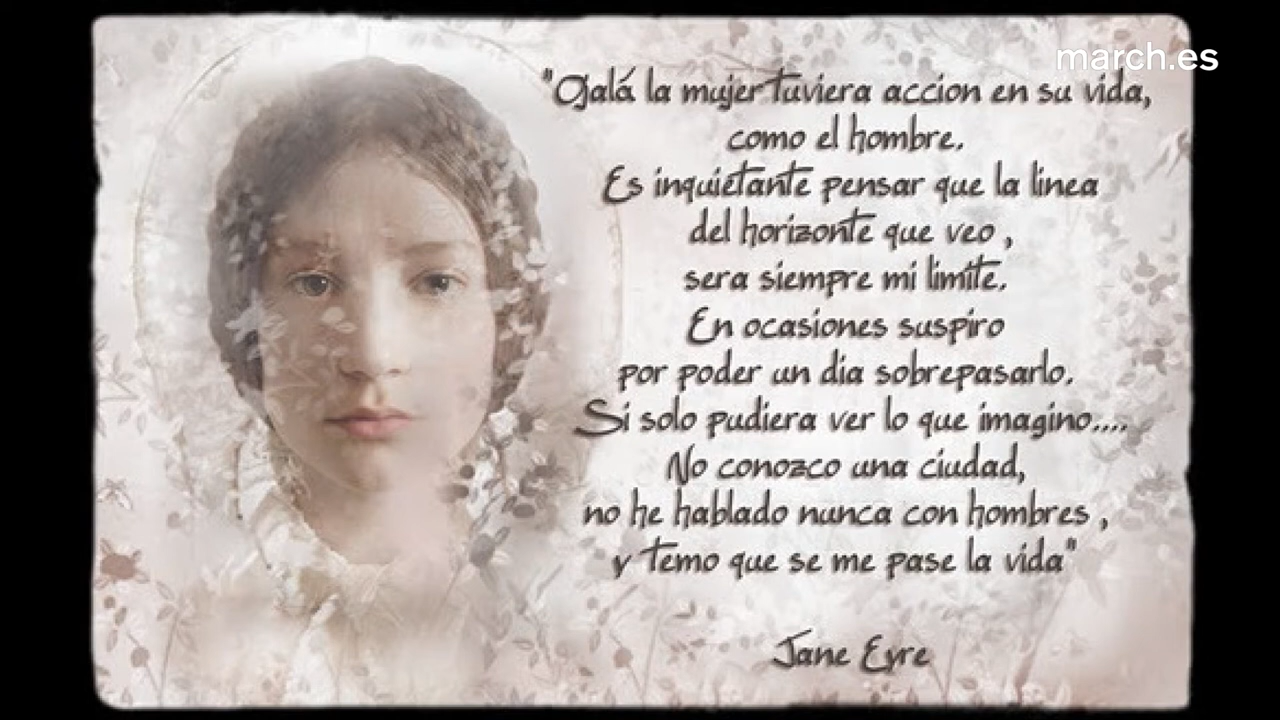 march.es
"Ojalá la mujer tuviera accion en su vida,
como el hombre.
Es inquietante pensar que la linea
del horizonte que veo ,
sera siempre mi limite.
En ocasiones suspiro
por poder un dia sobrepasarlo.
Si solo pudiera ver lo que imagino....
No conozco una ciudad,
no he hablado nunca con hombres ,
y temo que se me pase la vida"
Jane Eyre